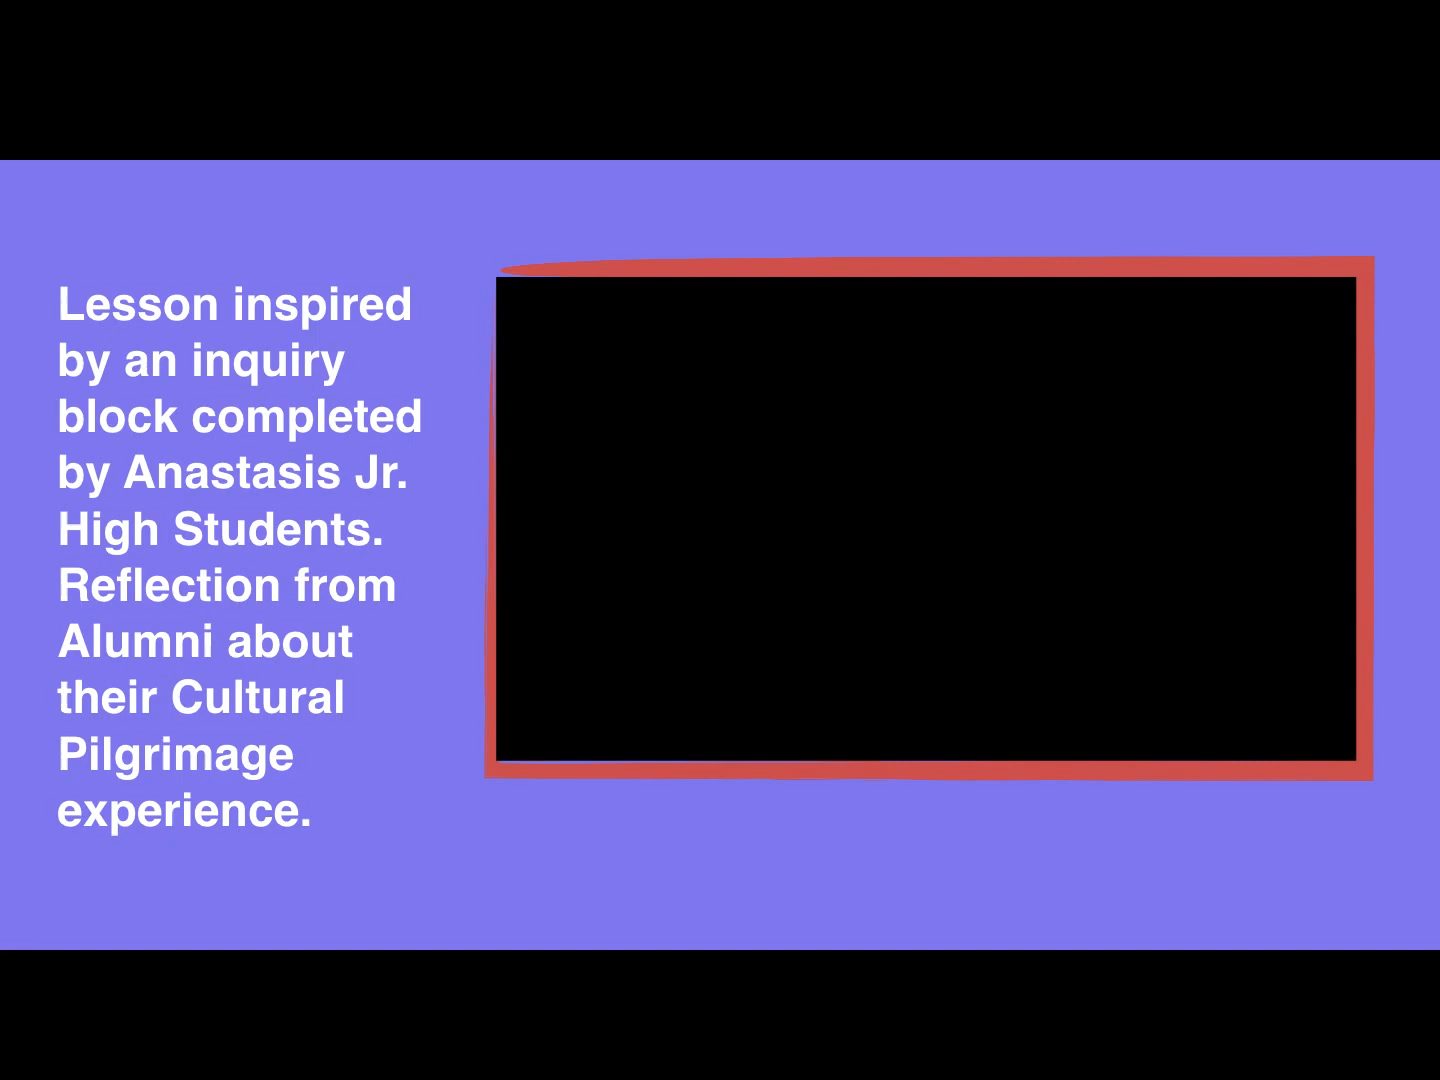 Lesson inspired
by an inquiry
block completed
by Anastasis Jr.
High Students.
Reflection from
Alumni about
their Cultural
Pilgrimage
experience.